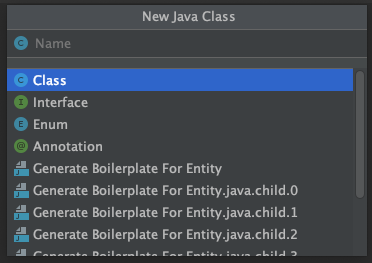 New Java Class
C Name
C Class
I Interface
E Enum
@ Annotation
Generate Boilerplate For Entity
Generate Boilerplate For Entity.java.child.0
Generate Boilerplate For Entity.java.child.1
Generate Boilerplate For Entity.java.child.2
Generate Boilerplate For Entity.java.child.3